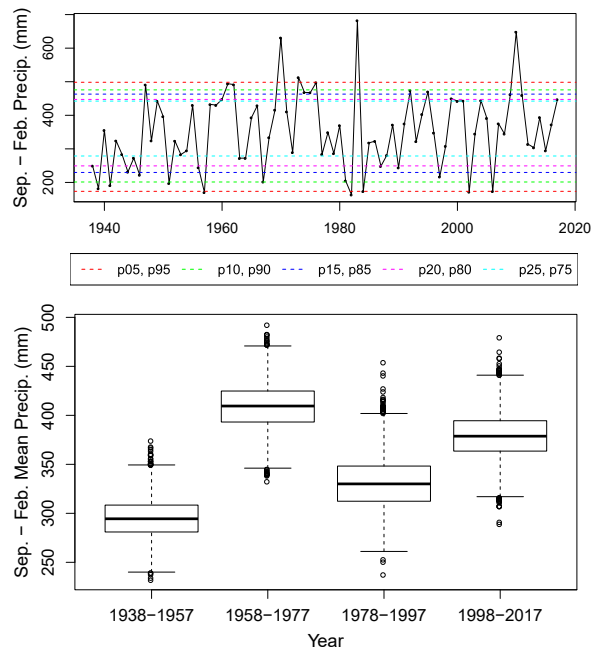 Sep. − Feb. Precip. (mm)
600
400
200
1940 1960 1980 2000 2020
p05, p95 p10, p90 p15, p85 p20, p80 p25, p75
Sep. − Feb. Mean Precip. (mm)
500
450
400
350
300
250
1938−1957 1958−1977 1978−1997 1998−2017
Year